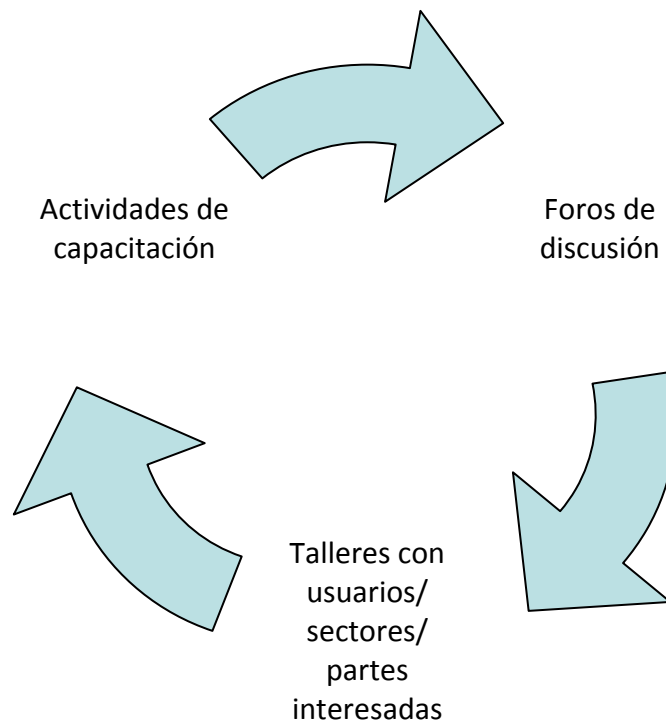 Actividades de
capacitación
Foros de
discusión
Talleres con
usuarios/
sectores/
partes
interesadas